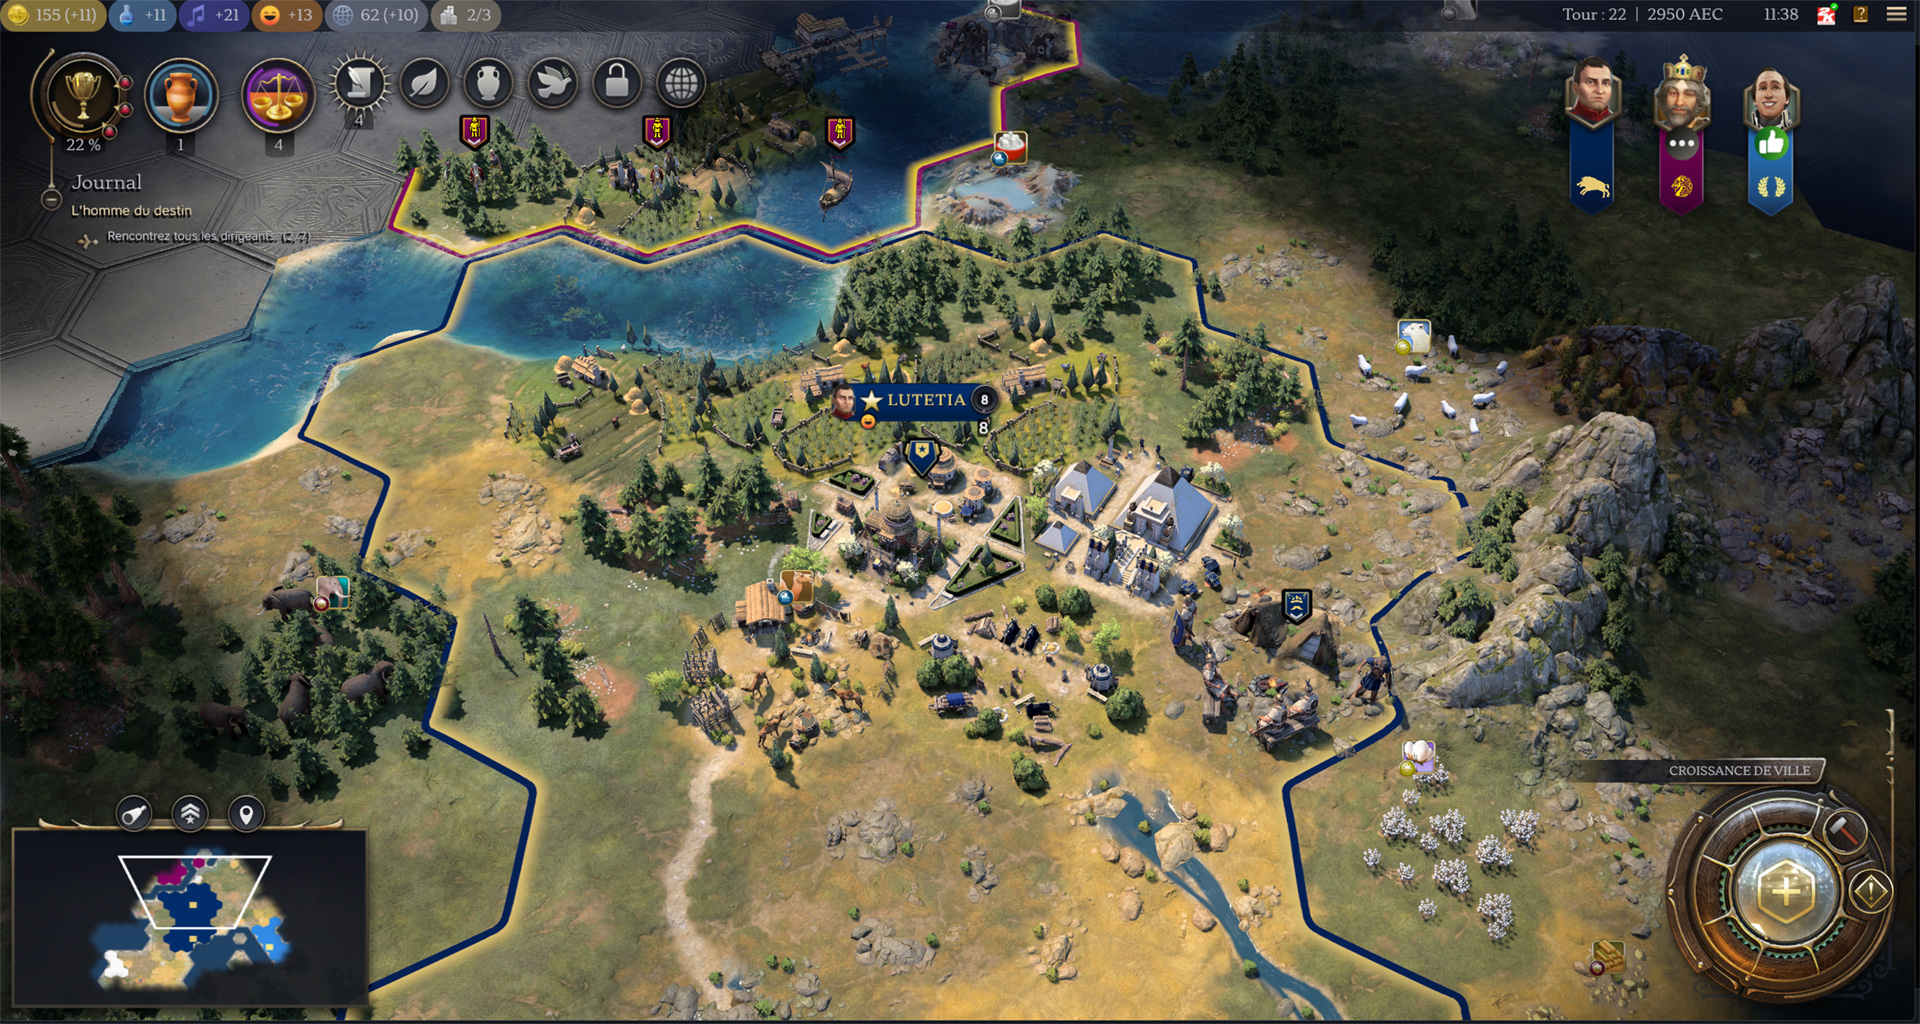 155 (+11)
+11
+21
+13
62 (+10)
2/3
Tour : 22 | 2950 AEC
11:38
?
22 %
1
4
4
Journal
L'homme du destin
Rencontrez tous les dirigeants. (2/7)
LUTETIA
8
8
CROISSANCE DE VILLE